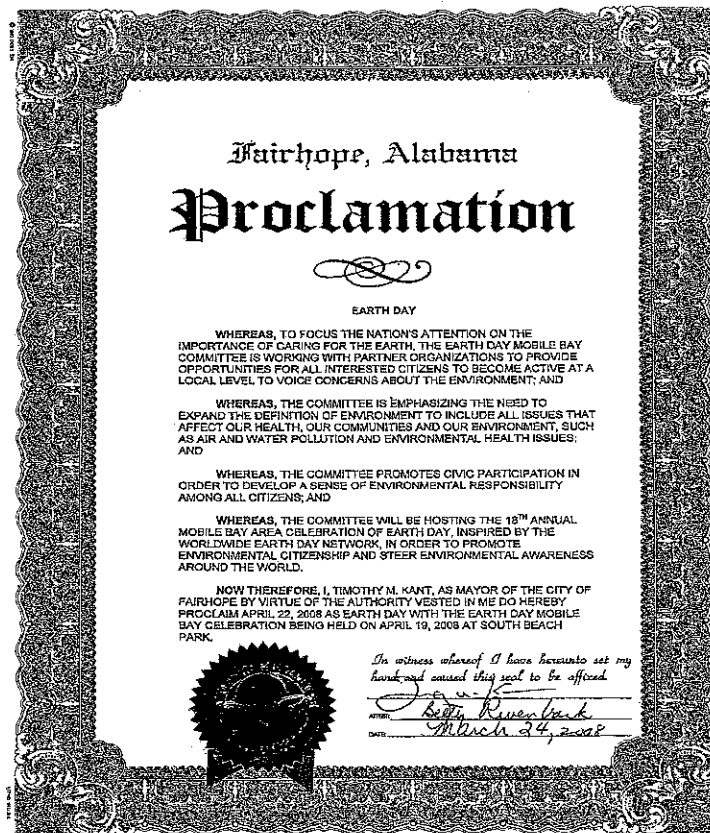 Fairhope, Alabama
Proclamation
EARTH DAY
WHEREAS, TO FOCUS THE NATION'S ATTENTION ON THE
IMPORTANCE OF CARING FOR THE EARTH, THE EARTH DAY MOBILE BAY
COMMITTEE IS WORKING WITH PARTNER ORGANIZATIONS TO PROVIDE
OPPORTUNITIES FOR ALL INTERESTED CITIZENS TO BECOME ACTIVE AT A
LOCAL LEVEL TO VOICE CONCERNS ABOUT THE ENVIRONMENT; AND
WHEREAS, THE COMMITTEE IS EMPHASIZING THE NEED TO
EXPAND THE DEFINITION OF ENVIRONMENT TO INCLUDE ALL ISSUES THAT
AFFECT OUR HEALTH, OUR COMMUNITIES AND OUR ENVIRONMENT, SUCH
AS AIR AND WATER POLLUTION AND ENVIRONMENTAL HEALTH ISSUES;
AND
WHEREAS, THE COMMITTEE PROMOTES CIVIC PARTICIPATION IN
ORDER TO DEVELOP A SENSE OF ENVIRONMENTAL RESPONSIBILITY
AMONG ALL CITIZENS; AND
WHEREAS, THE COMMITTEE WILL BE HOSTING THE 18TH ANNUAL
MOBILE BAY AREA CELEBRATION OF EARTH DAY, INSPIRED BY THE
WORLDWIDE EARTH DAY NETWORK, IN ORDER TO PROMOTE
ENVIRONMENTAL CITIZENSHIP AND STEER ENVIRONMENTAL AWARENESS
AROUND THE WORLD.
NOW THEREFORE, I, TIMOTHY M. KANT, AS MAYOR OF THE CITY OF
FAIRHOPE BY VIRTUE OF THE AUTHORITY VESTED IN ME DO HEREBY
PROCLAIM APRIL 22, 2008 AS EARTH DAY WITH THE EARTH DAY MOBILE
BAY CELEBRATION BEING HELD ON APRIL 19, 2008 AT SOUTH BEACH
PARK.
In witness whereof I have hereunto set my
hand and caused this seal to be affixed
ATTEST: Betty Rivenbark
DATE: March 24, 2008